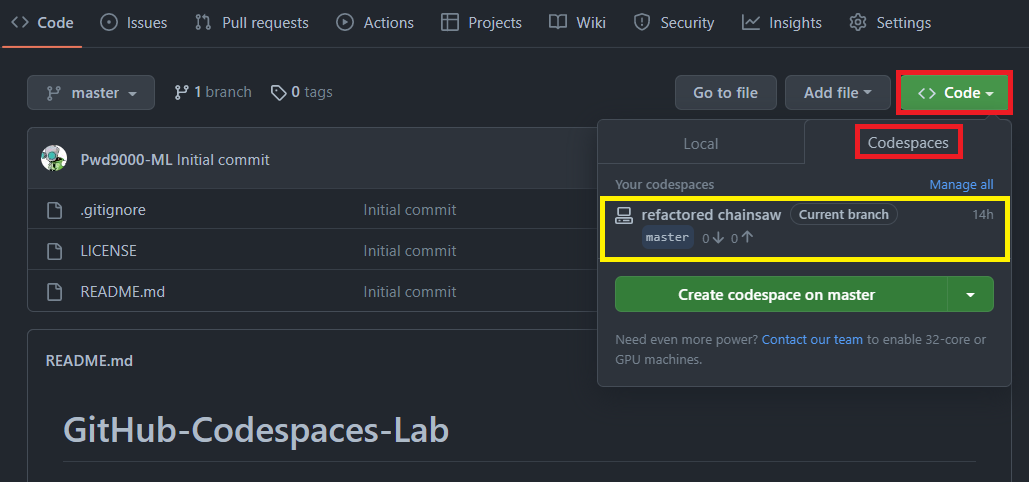 Code Issues Pull requests Actions Projects Wiki Security Insights Settings
master 1 branch 0 tags Go to file Add file Code
Local Codespaces
Pwd9000-ML Initial commit
Your codespaces Manage all
.gitignore Initial commit
refactored chainsaw Current branch 14h
master 0 0
LICENSE Initial commit
README.md Initial commit
Create codespace on master
Need even more power? Contact our team to enable 32-core or
GPU machines.
README.md
GitHub-Codespaces-Lab